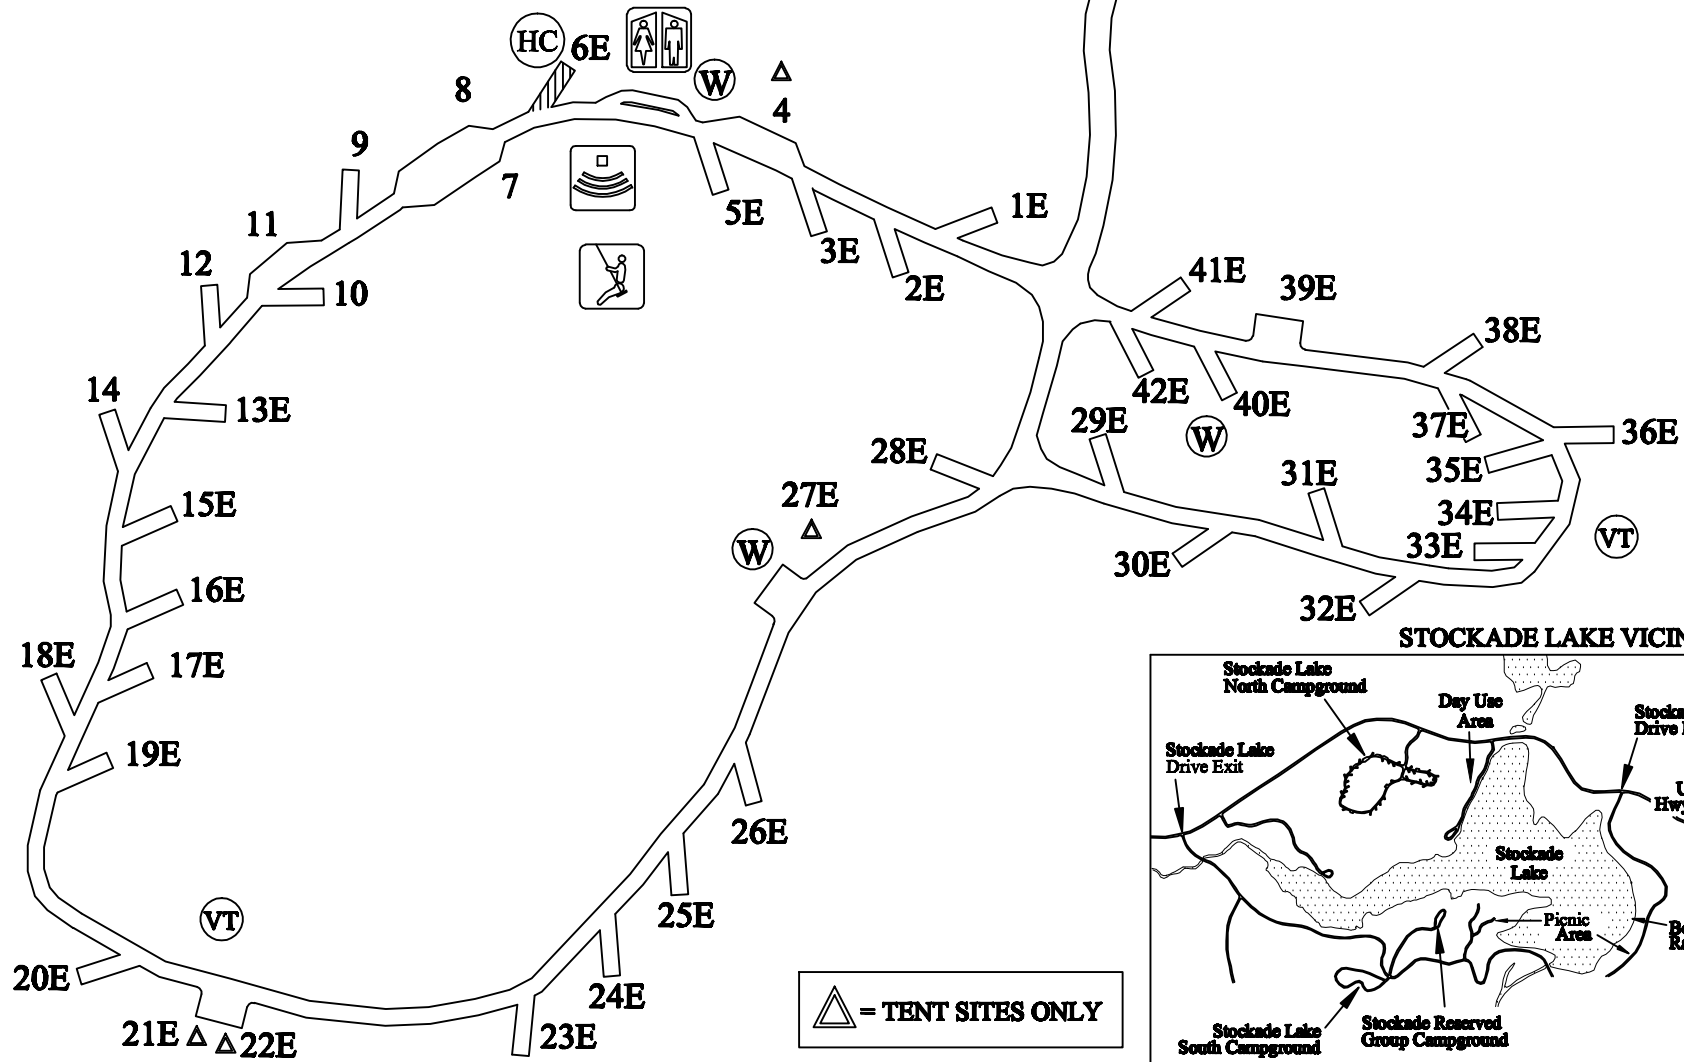 HC
6E
8
W
4
9
7
5E
1E
11
3E
12
10
2E
41E
39E
38E
14
13E
42E
40E
29E
37E
36E
28E
W
35E
31E
27E
15E
34E
W
VT
33E
30E
16E
32E
18E
17E
19E
26E
25E
VT
20E
24E
21E
22E
23E
= TENT SITES ONLY
STOCKADE LAKE VICIN
Stockade Lake
North Campground
Day Use
Area
Stocka
Drive
Stockade Lake
Drive Exit
U
Hwy
Stockade
Lake
Picnic
Area
Stockade Reserved
Group Campground
Stockade Lake
South Campground